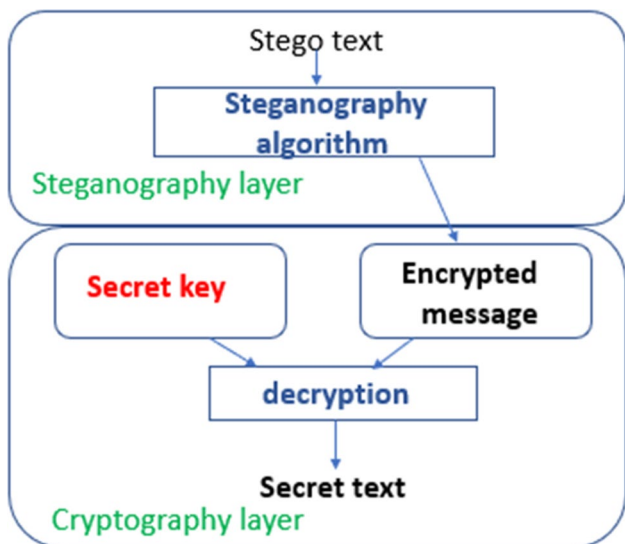 Stego text
Steganography
algorithm
Steganography layer
Secret key
Encrypted
message
decryption
Secret text
Cryptography layer